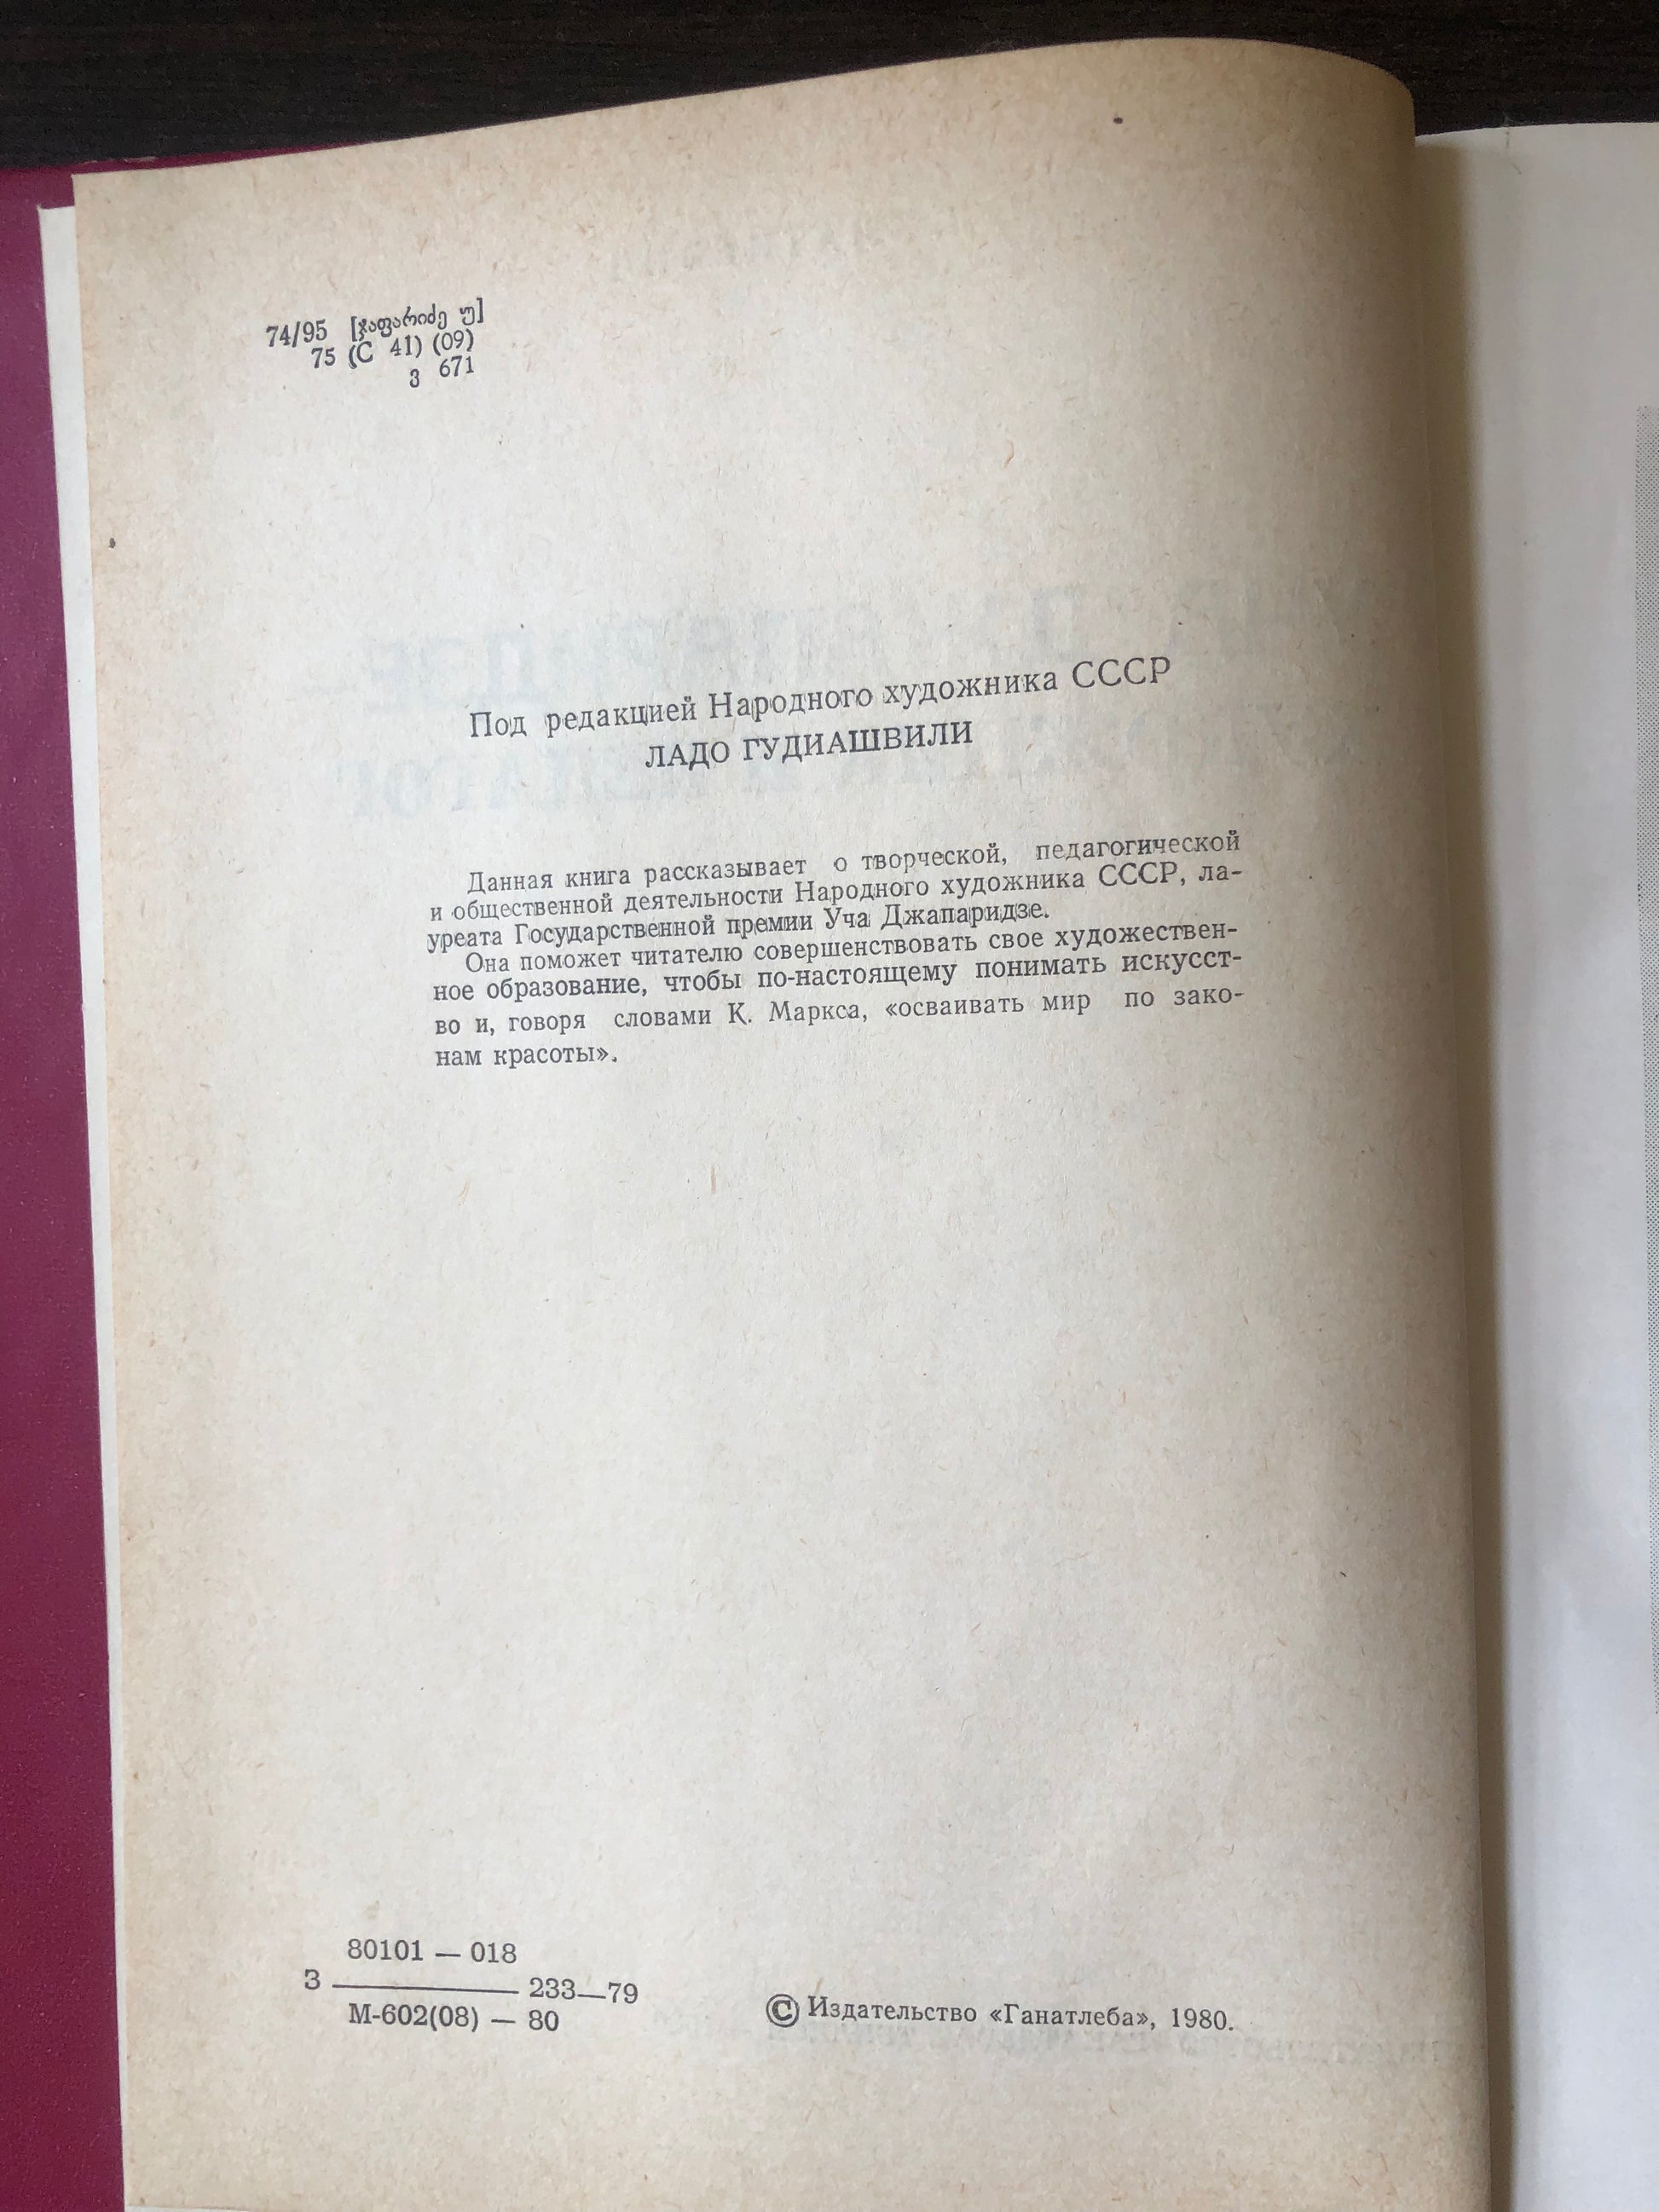 74/95 [ჯაფარიძე უ]
75 (С 41) (09)
З 671
Под редакцией Народного художника СССР
ЛАДО ГУДИАШВИЛИ
Данная книга рассказывает о творческой, педагогической
и общественной деятельности Народного художника СССР, ла-
уреата Государственной премии Уча Джапаридзе.
Она поможет читателю совершенствовать свое художествен-
ное образование, чтобы по-настоящему понимать искусст-
во и, говоря словами К. Маркса, «осваивать мир по зако-
нам красоты».
80101 — 018
З ——— 233—79
М-602(08) — 80
© Издательство «Ганатлеба», 1980.